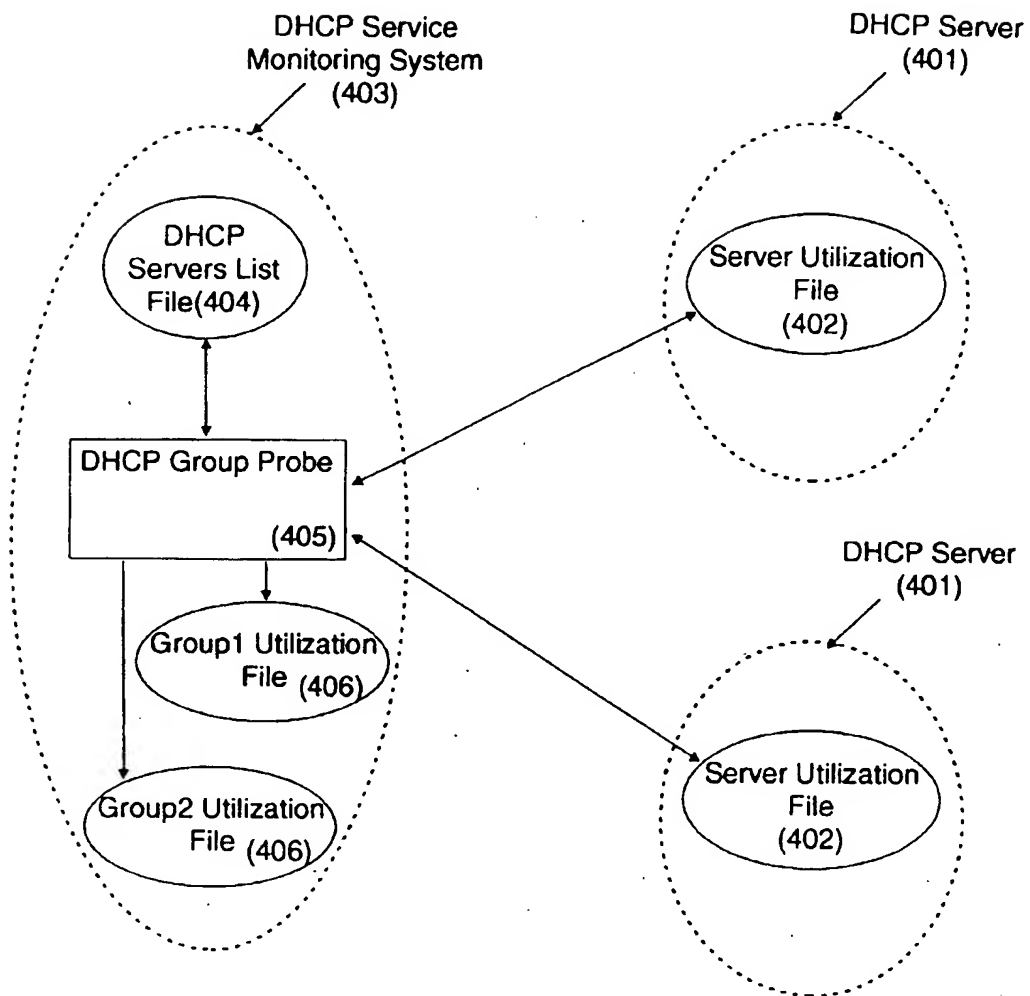 DHCP Service
Monitoring System
(403)
DHCP Server
(401)
DHCP
Servers List
File(404)
Server Utilization
File
(402)
DHCP Group Probe
(405)
DHCP Server
(401)
Group1 Utilization
File (406)
Server Utilization
File
(402)
Group2 Utilization
File (406)